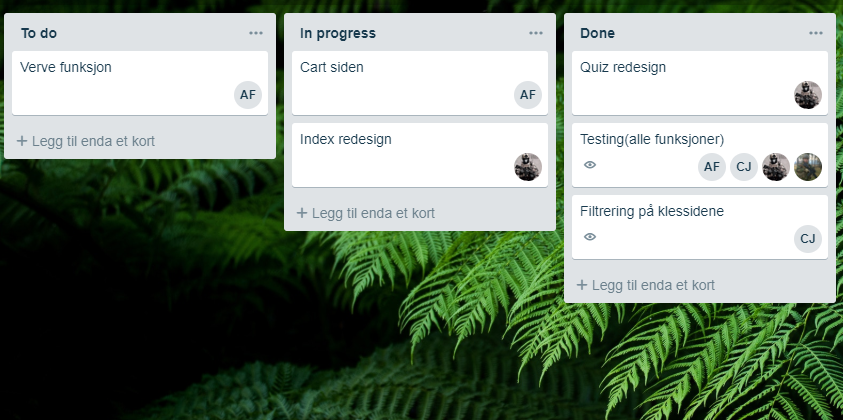 To do
Verve funksjon
AF
+ Legg til enda et kort
In progress
Cart siden
AF
Index redesign
+ Legg til enda et kort
Done
Quiz redesign
Testing(alle funksjoner)
AF CJ
Filtrering på klessidene
CJ
+ Legg til enda et kort